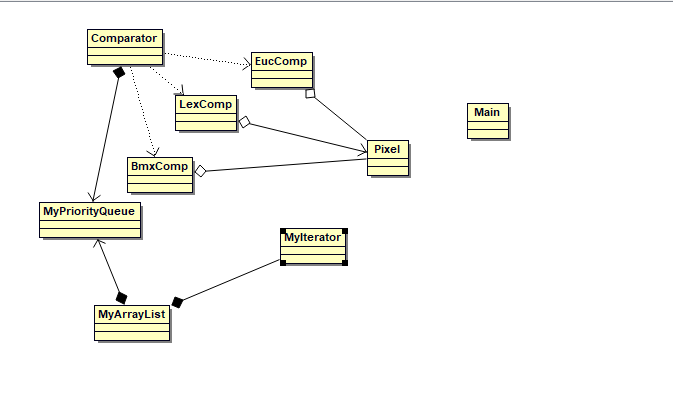 Comparator
EucComp
LexComp
Main
Pixel
BmxComp
MyPriorityQueue
MyIterator
MyArrayList